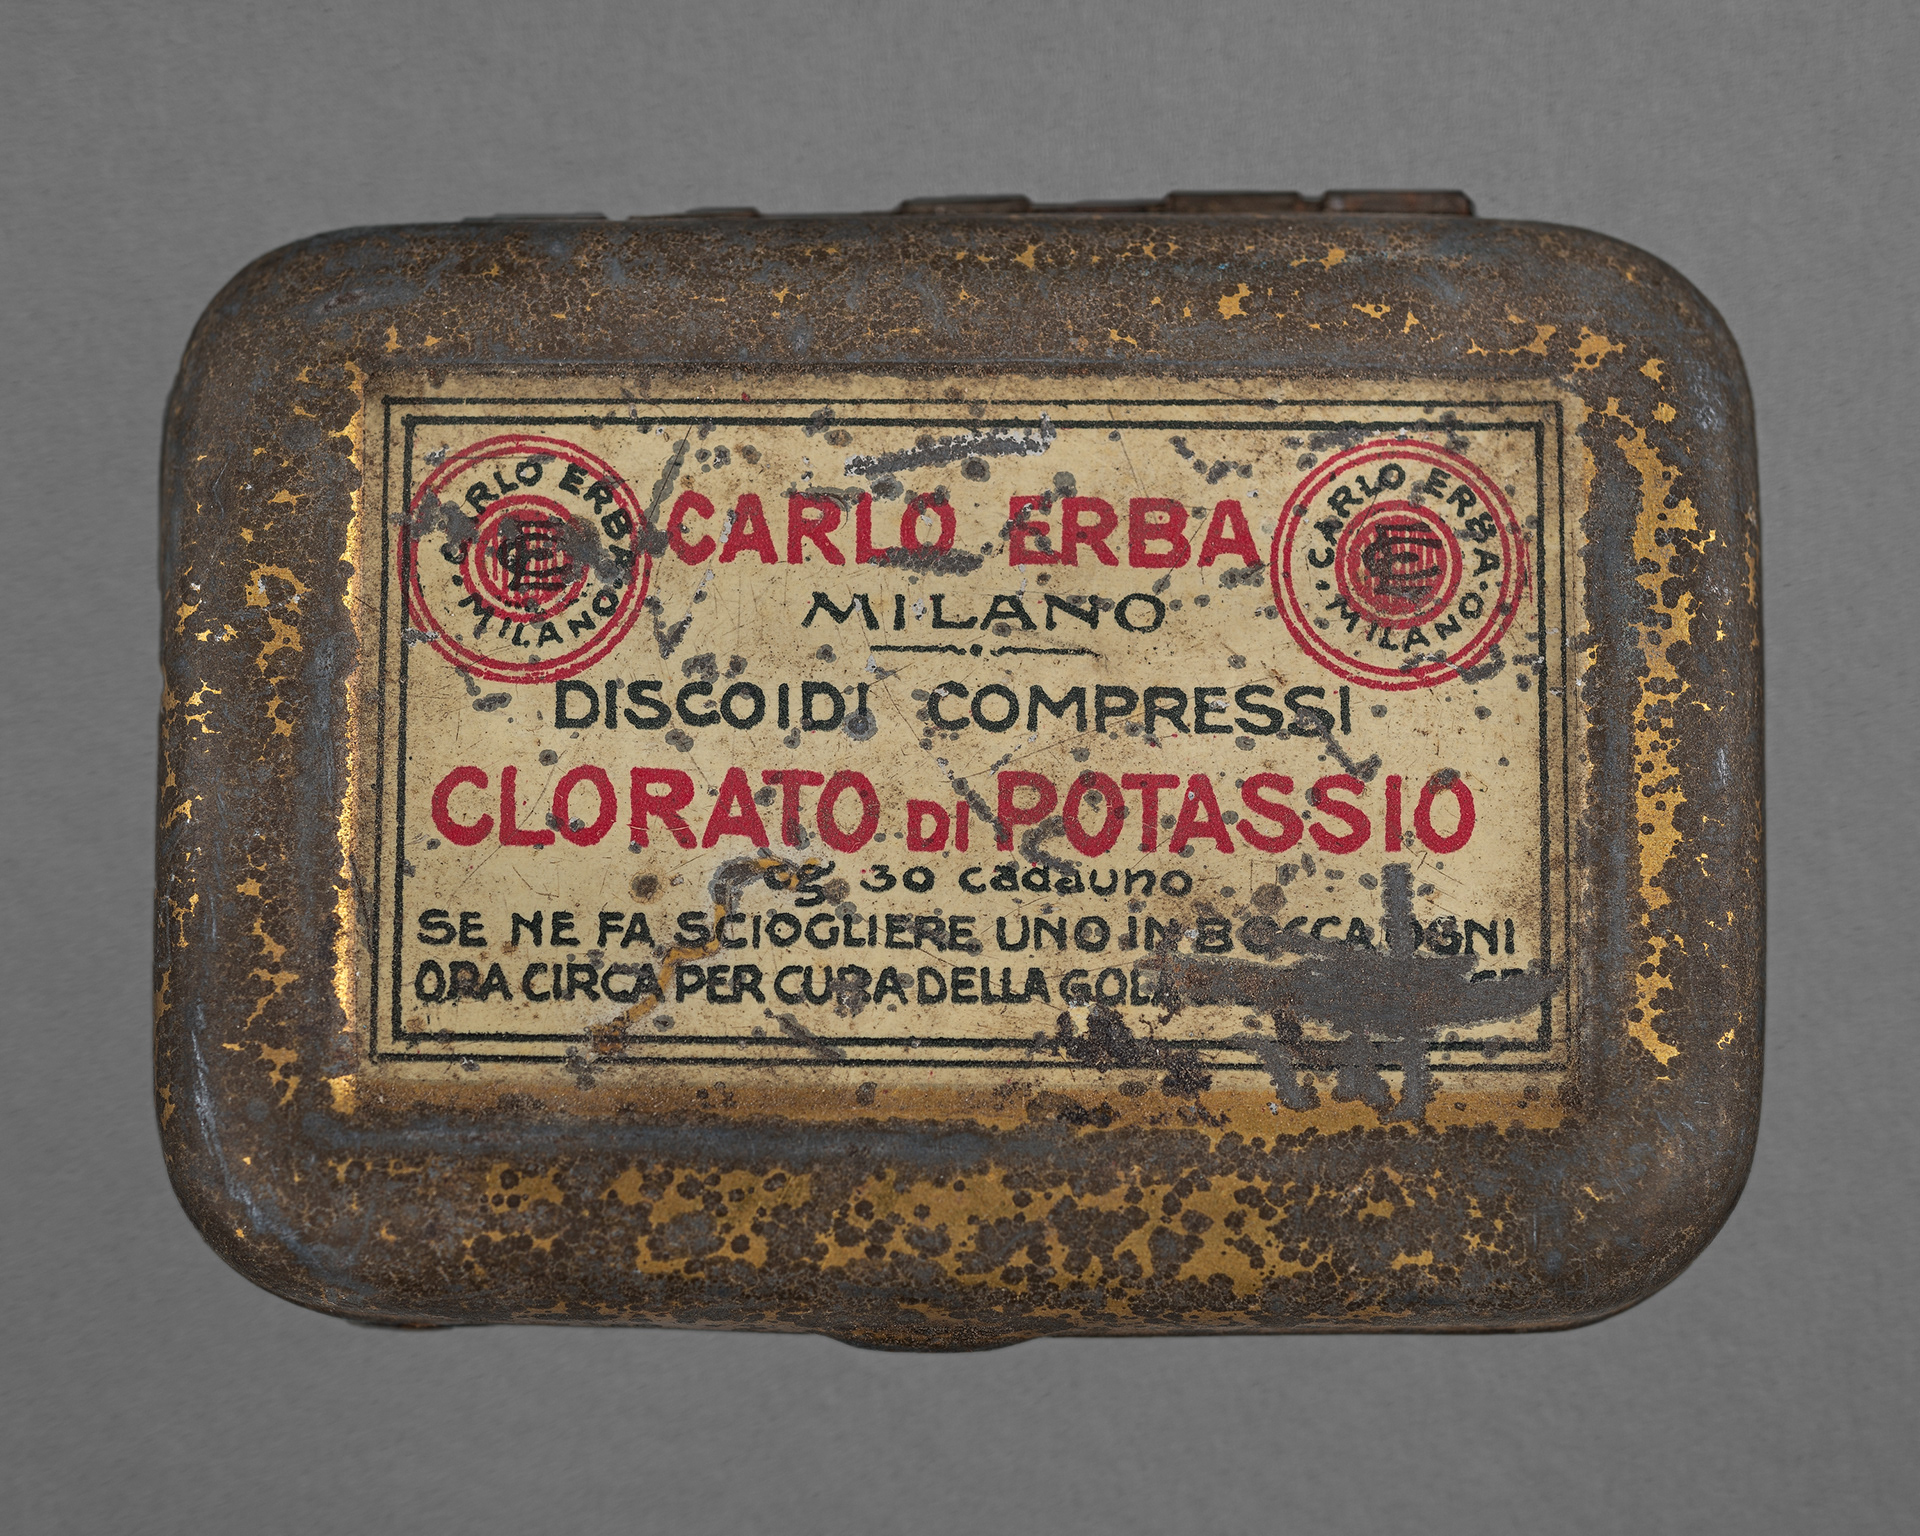 CARLO ERBA
· MILANO ·
CARLO ERBA
MILANO
CARLO ERBA
· MILANO ·
DISCOIDI COMPRESSI
CLORATO DI POTASSIO
cg 30 cadauno
SE NE FA SCIOGLIERE UNO IN BOCCA OGNI
ORA CIRCA PER CURA DELLA GOLA